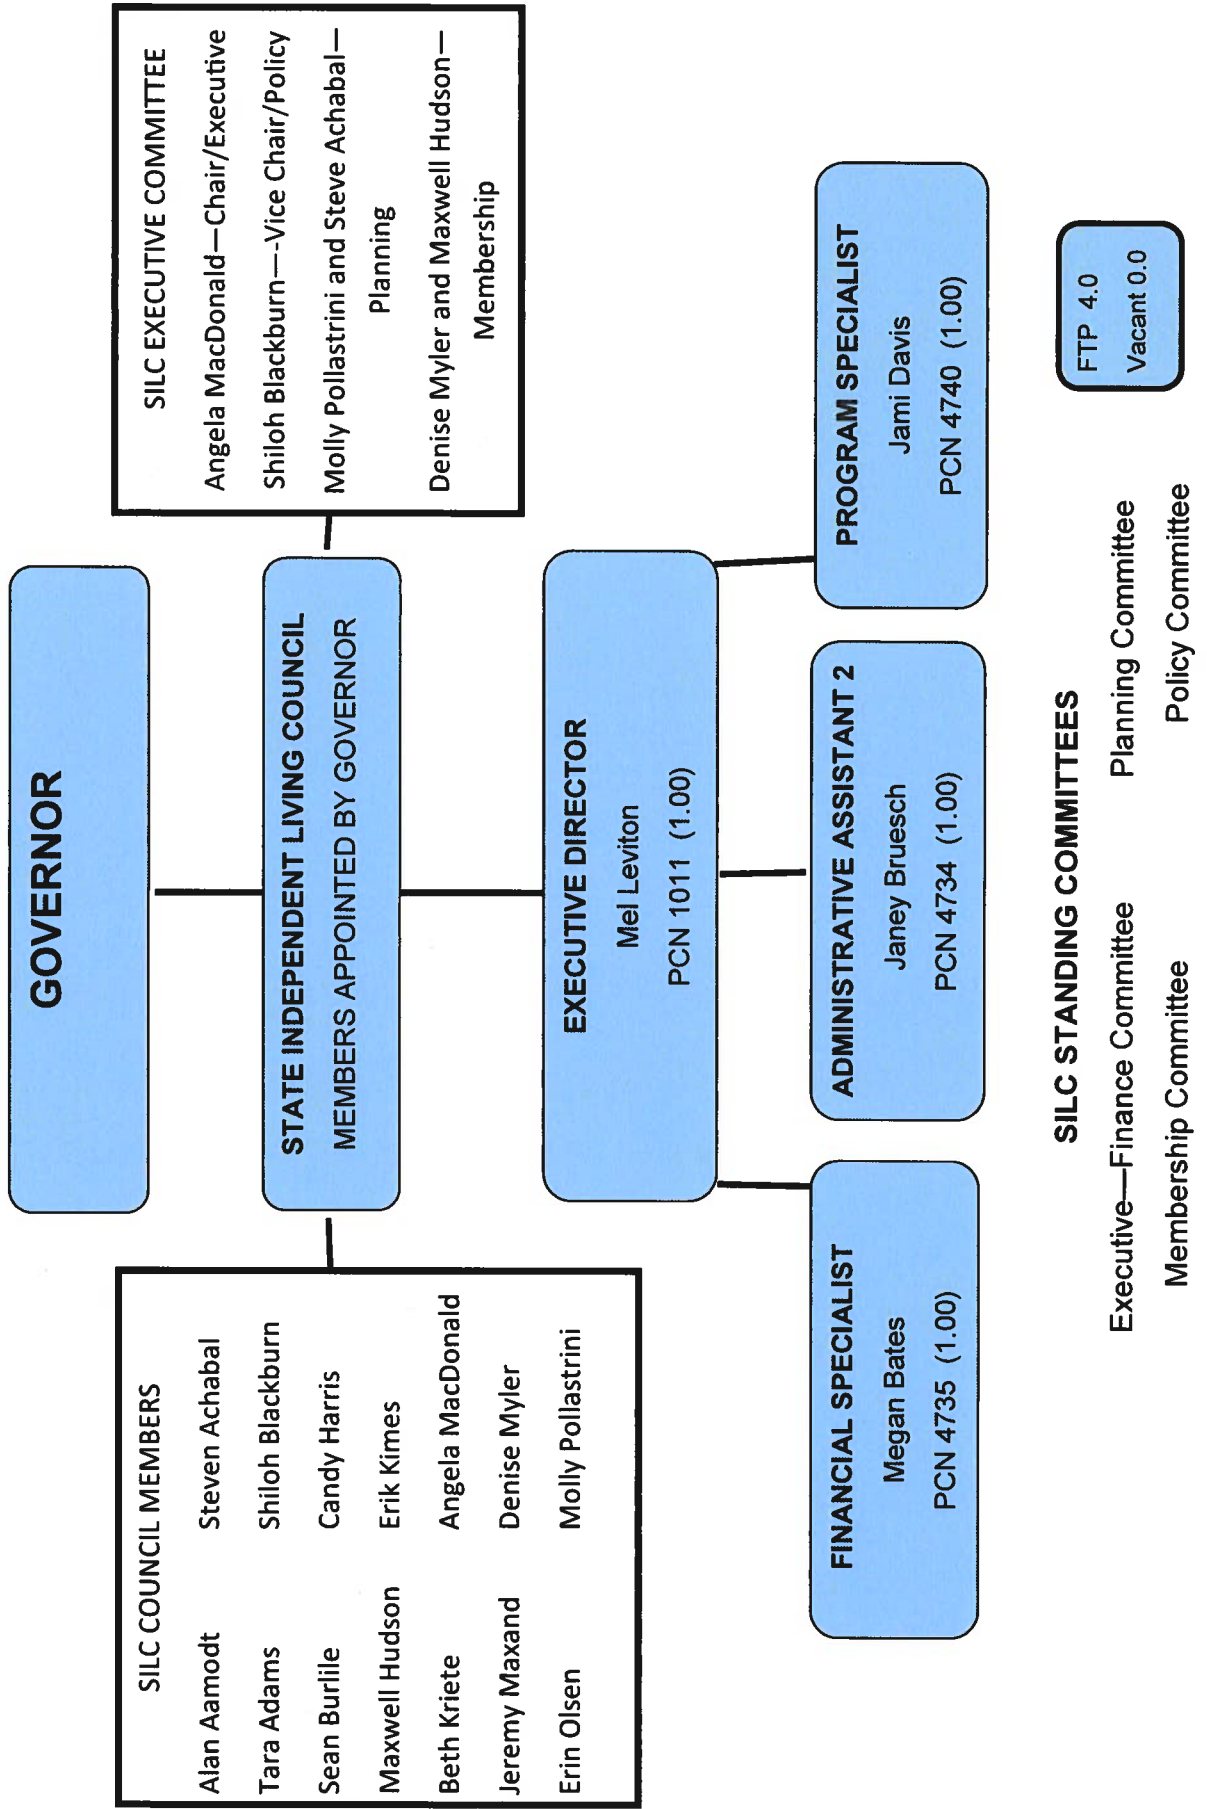 GOVERNOR
STATE INDEPENDENT LIVING COUNCIL
MEMBERS APPOINTED BY GOVERNOR
SILC COUNCIL MEMBERS
Alan Aamodt Steven Achabal
Tara Adams Shiloh Blackburn
Sean Burlile Candy Harris
Maxwell Hudson Erik Kimes
Beth Kriete Angela MacDonald
Jeremy Maxand Denise Myler
Erin Olsen Molly Pollastrini
SILC EXECUTIVE COMMITTEE
Angela MacDonald—Chair/Executive
Shiloh Blackburn—-Vice Chair/Policy
Molly Pollastrini and Steve Achabal—
Planning
Denise Myler and Maxwell Hudson—
Membership
EXECUTIVE DIRECTOR
Mel Leviton
PCN 1011 (1.00)
FINANCIAL SPECIALIST
Megan Bates
PCN 4735 (1.00)
ADMINISTRATIVE ASSISTANT 2
Janey Bruesch
PCN 4734 (1.00)
PROGRAM SPECIALIST
Jami Davis
PCN 4740 (1.00)
SILC STANDING COMMITTEES
Executive—Finance Committee Planning Committee
Membership Committee Policy Committee
FTP 4.0
Vacant 0.0